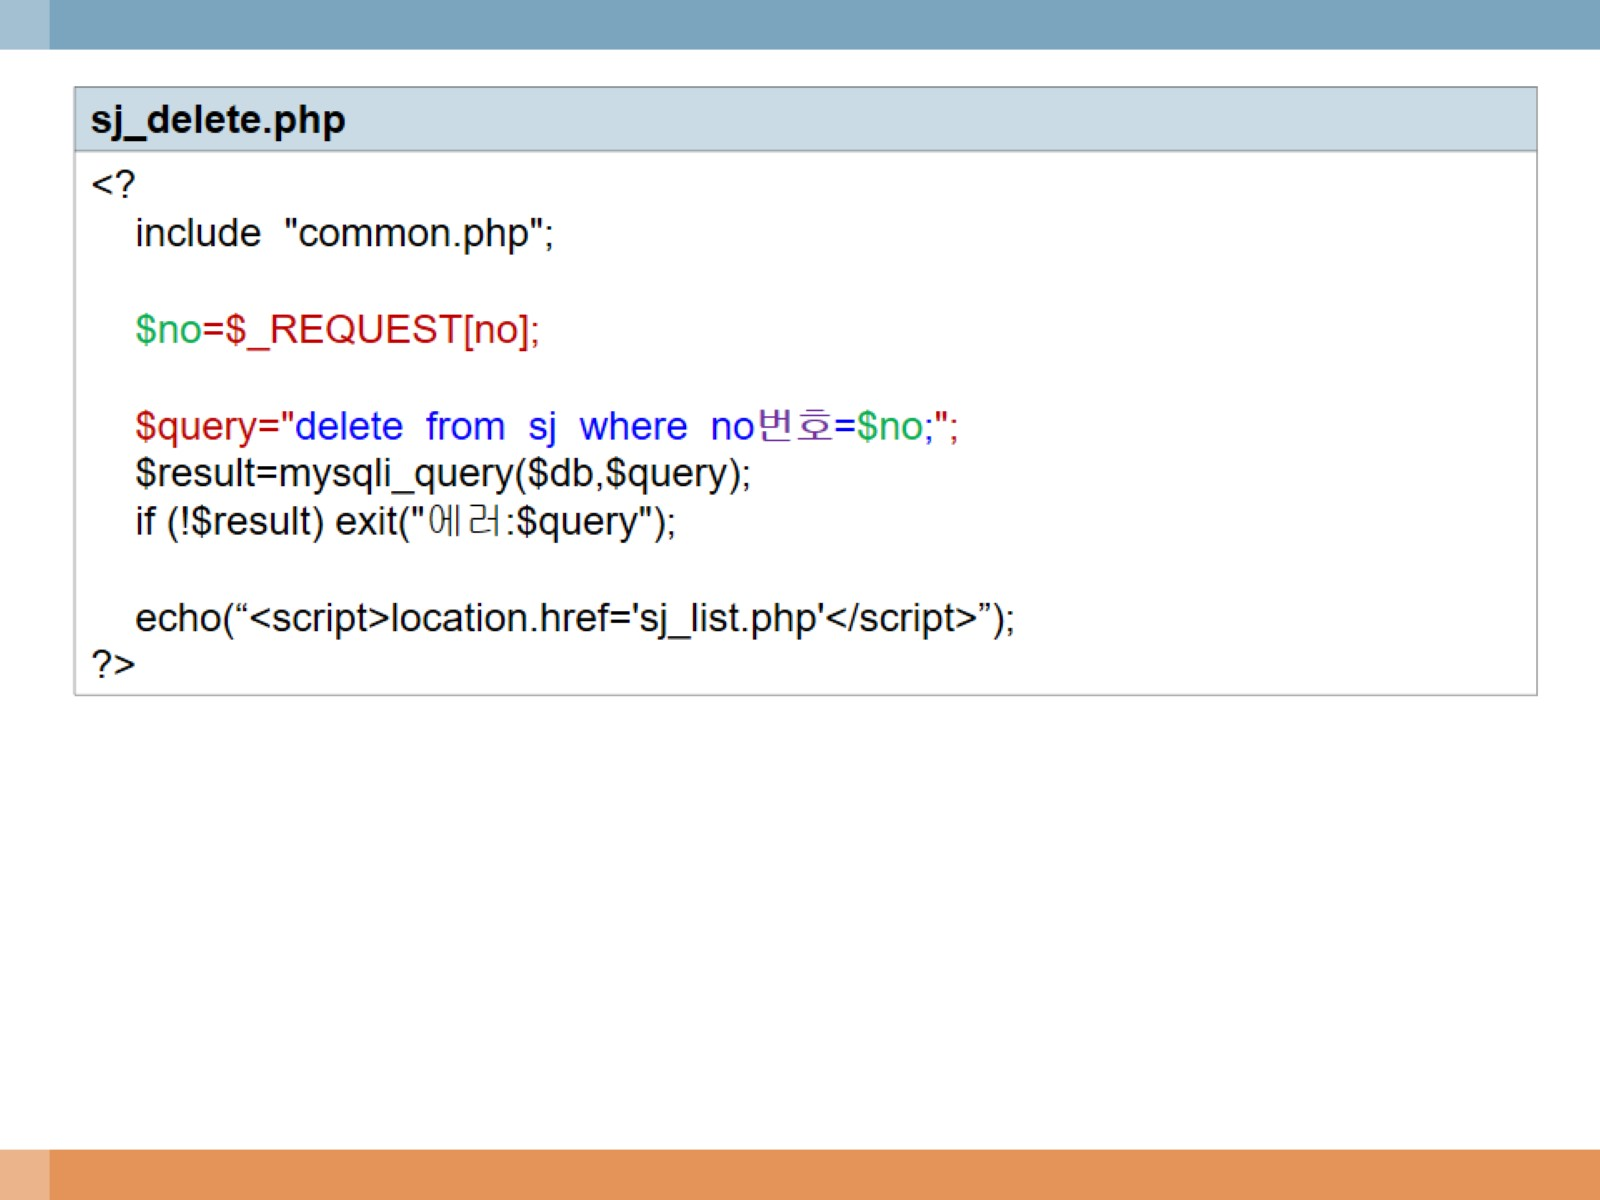 sj_delete.php
<?
include "common.php";
$no=$_REQUEST[no];
$query="delete from sj where no번호=$no;";
$result=mysqli_query($db,$query);
if (!$result) exit("에러:$query");
echo(“<script>location.href='sj_list.php'</script>”);
?>